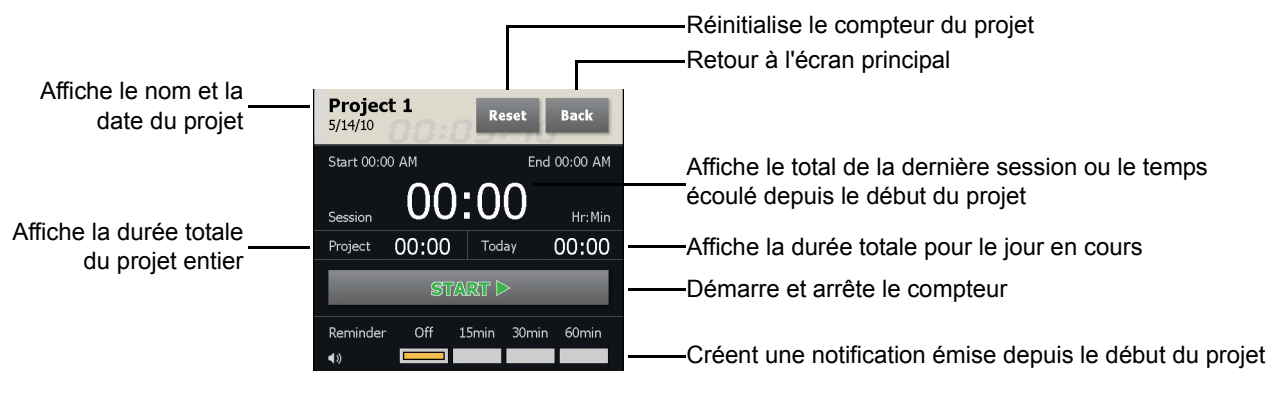 Réinitialise le compteur du projet
Retour à l'écran principal
Affiche le nom et la
date du projet
Project 1
5/14/10
Reset
Back
Start 00:00 AM
End 00:00 AM
Affiche le total de la dernière session ou le temps
écoulé depuis le début du projet
Session
00:00
Hr:Min
Affiche la durée totale
du projet entier
Project 00:00
Today 00:00
Affiche la durée totale pour le jour en cours
START
Démarre et arrête le compteur
Reminder Off 15min 30min 60min
Créent une notification émise depuis le début du projet